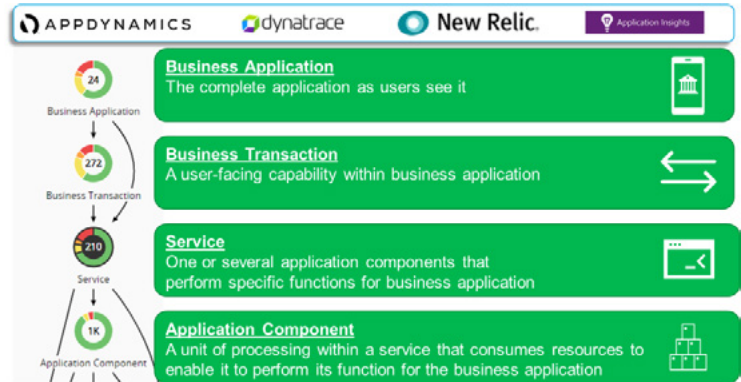 APPDYNAMICS
dynatrace
New Relic.
Application Insights
24
Business Application
Business Application
The complete application as users see it
272
Business Transaction
Business Transaction
A user-facing capability within business application
210
Service
Service
One or several application components that
perform specific functions for business application
1K
Application Component
Application Component
A unit of processing within a service that consumes resources to
enable it to perform its function for the business application